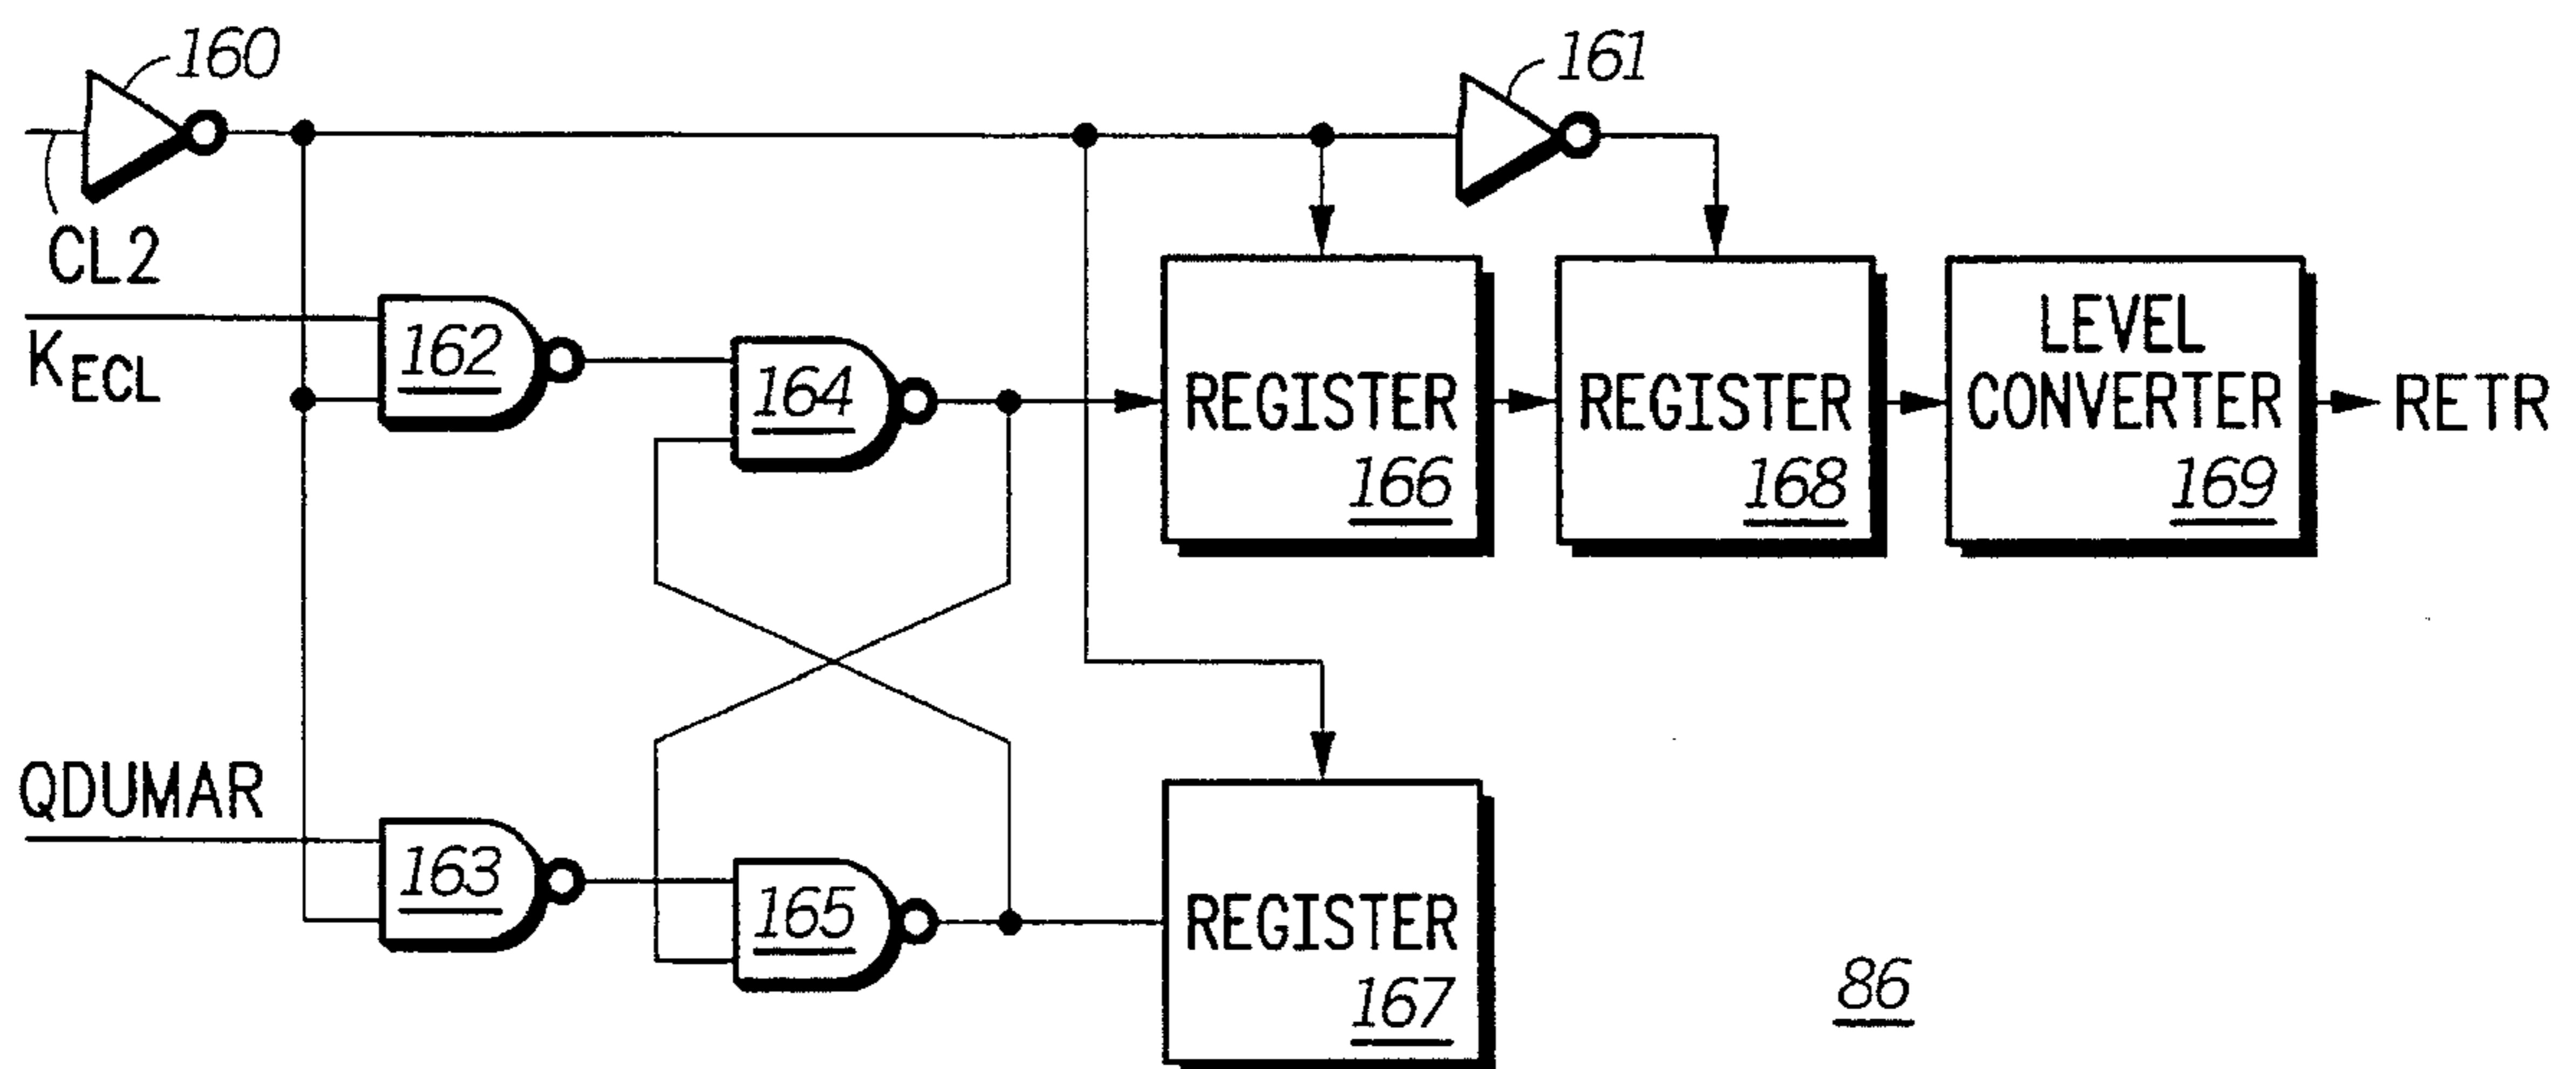 160
161
CL2
KECL
162
164
REGISTER
166
REGISTER
168
LEVEL
CONVERTER
169
RETR
QDUMAR
163
165
REGISTER
167
86